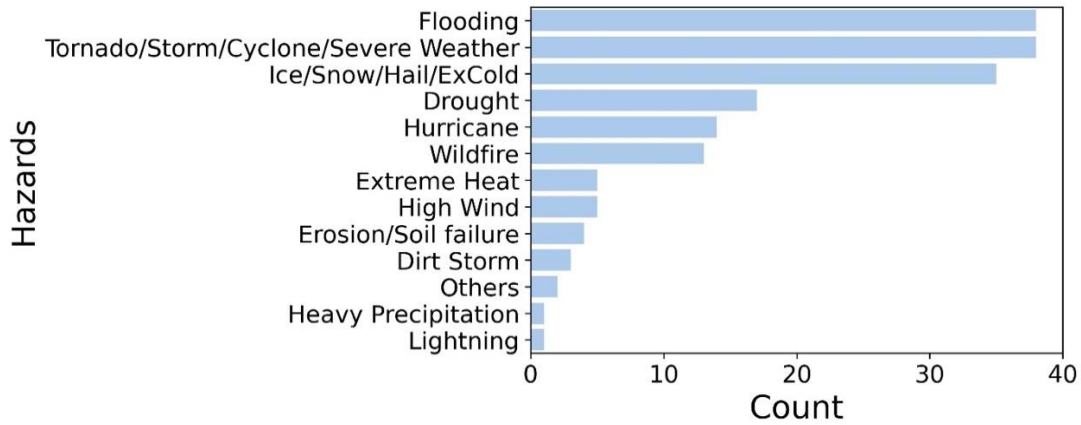 Hazards
Flooding
Tornado/Storm/Cyclone/Severe Weather
Ice/Snow/Hail/ExCold
Drought
Hurricane
Wildfire
Extreme Heat
High Wind
Erosion/Soil failure
Dirt Storm
Others
Heavy Precipitation
Lightning
0 10 20 30 40
Count